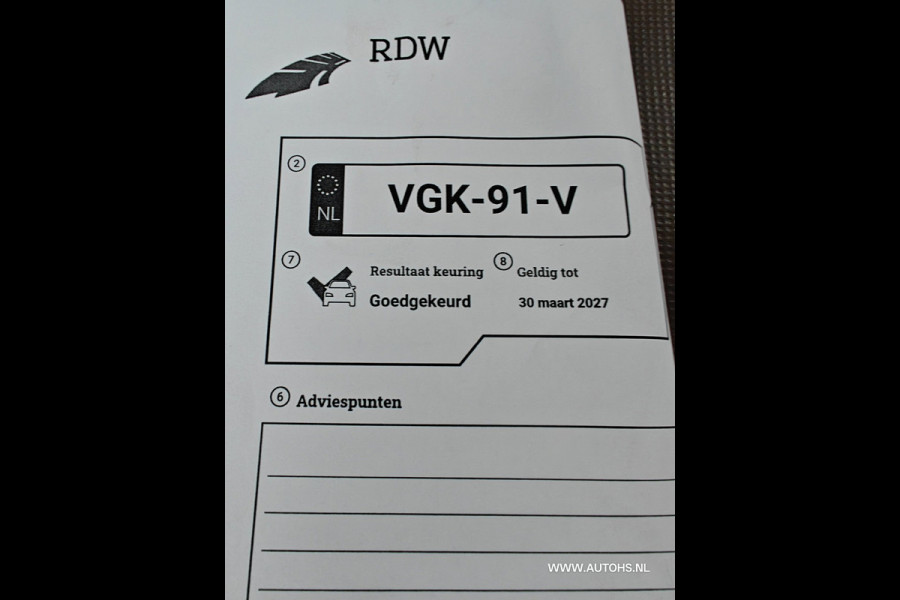 RDW
2
NL VGK-91-V
7 Resultaat keuring 8 Geldig tot
Goedgekeurd 30 maart 2027
6 Adviespunten
WWW.AUTOHS.NL